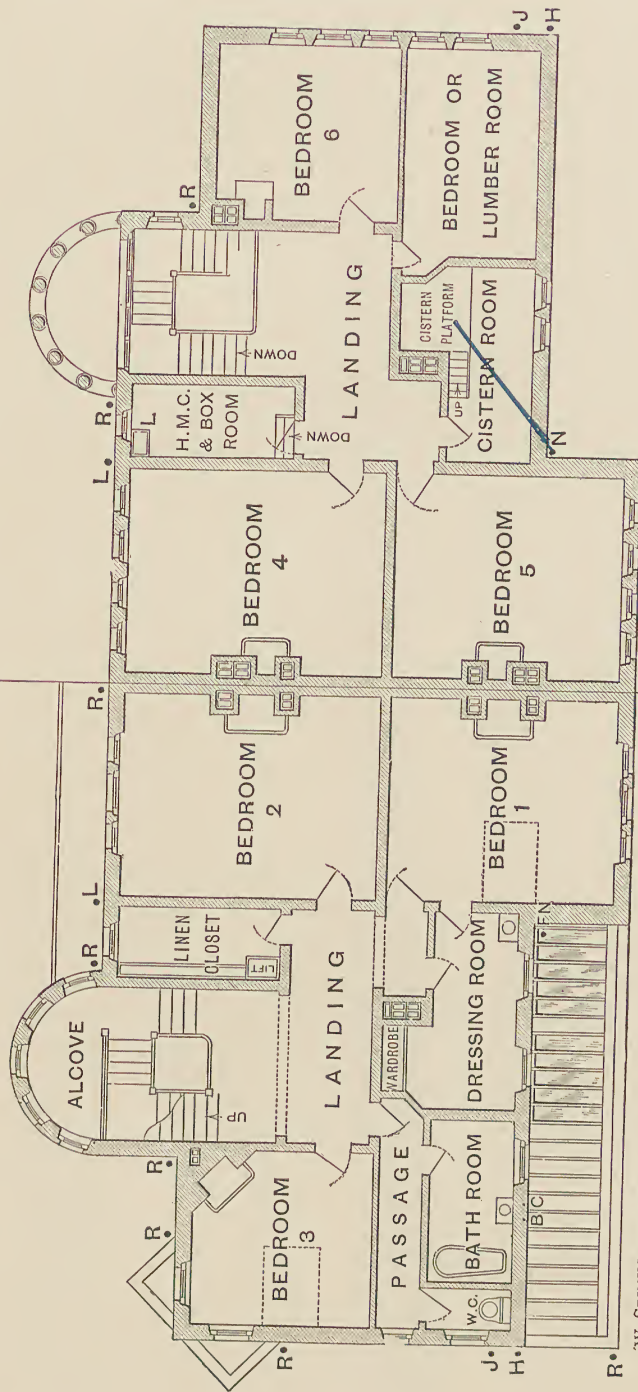 ALCOVE
R.
R.
R.
R.
L.
R.
L.
R.
R.
UP
LINEN
CLOSET
LIFT
L
H.M.C.
& BOX
ROOM
DOWN
DOWN
BEDROOM
3
BEDROOM
2
BEDROOM
4
BEDROOM
6
LANDING
LANDING
PASSAGE
WARDROBE
CISTERN
PLATFORM
UP
BATH ROOM
W.C.
DRESSING ROOM
BEDROOM
1
BEDROOM
5
CISTERN ROOM
BEDROOM OR
LUMBER ROOM
J.
H.
B C
F N
N
J
H
R.